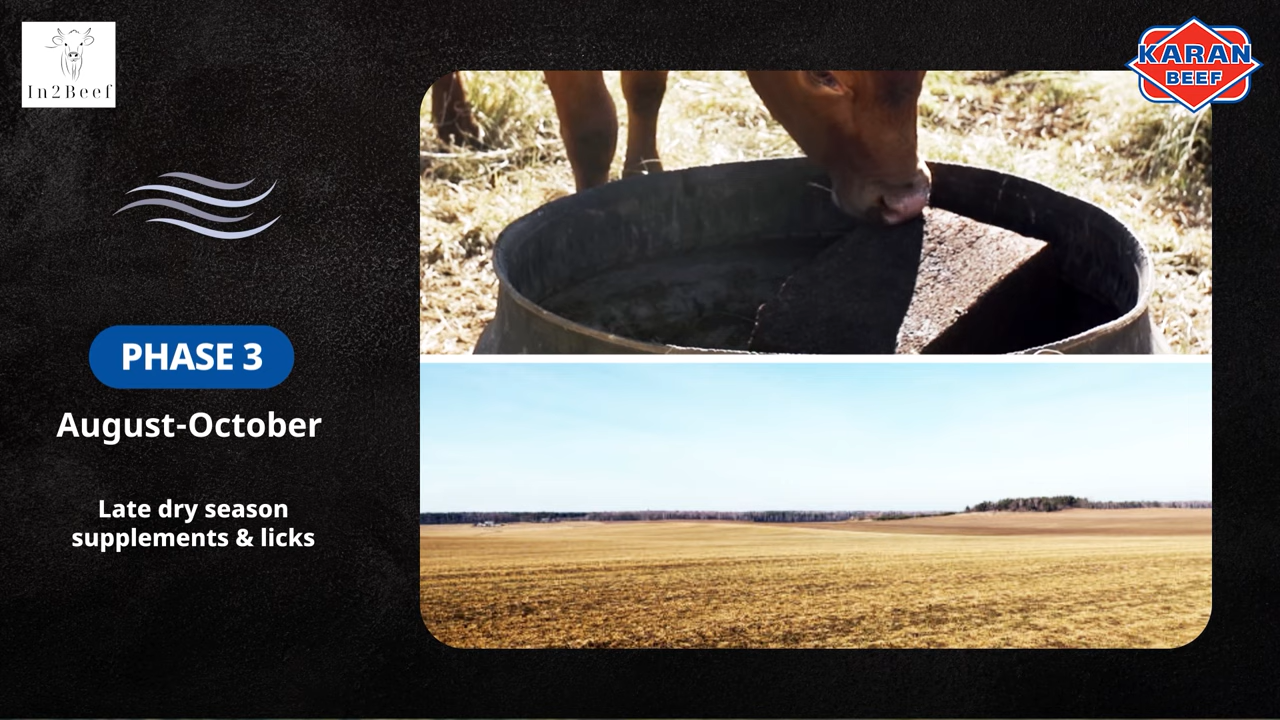 In2Beef
KARAN
BEEF
PHASE 3
August-October
Late dry season
supplements & licks